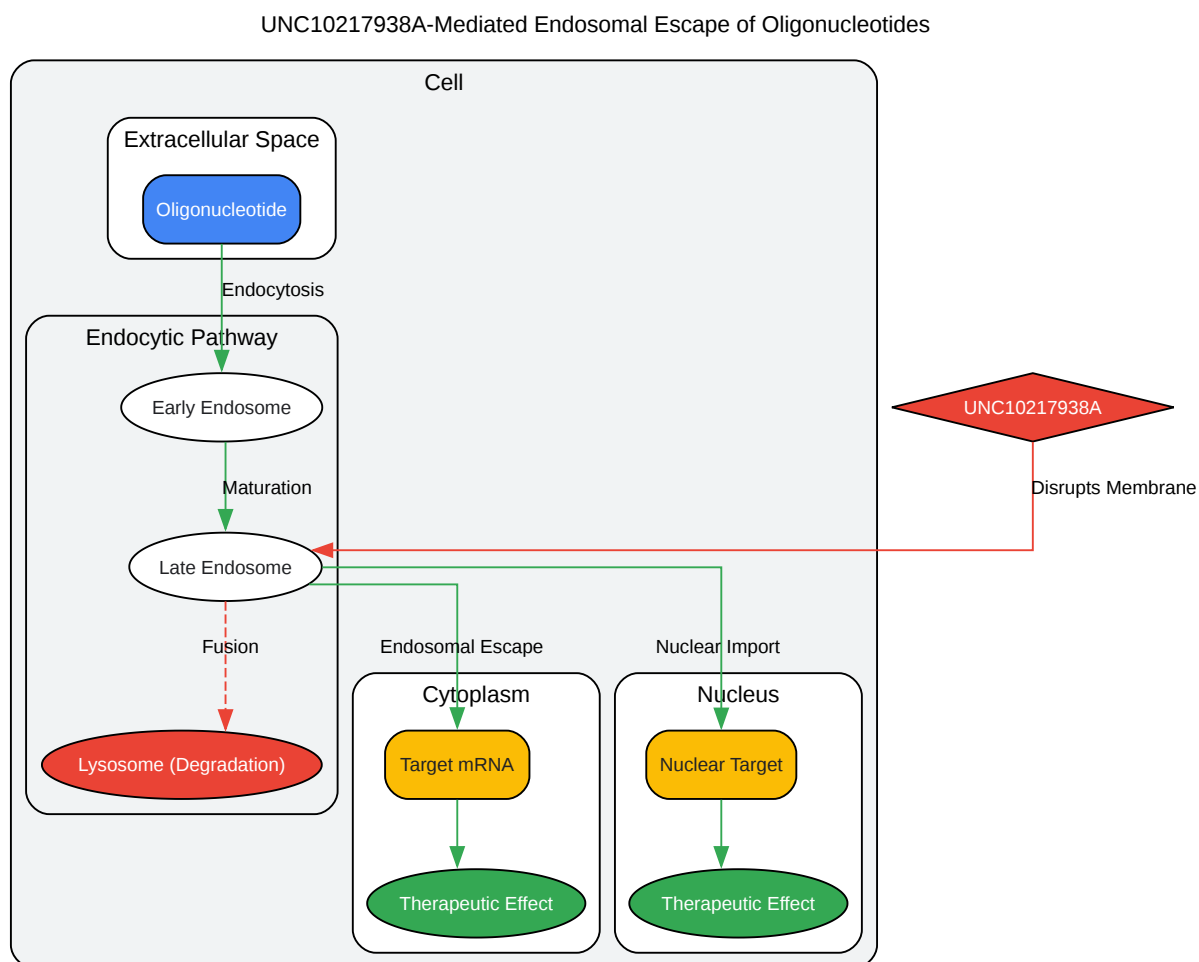 UNC10217938A-Mediated Endosomal Escape of Oligonucleotides
Cell
Extracellular Space
Oligonucleotide
Endocytosis
Endocytic Pathway
Early Endosome
UNC10217938A
Maturation
Disrupts Membrane
Late Endosome
Fusion
Endosomal Escape
Nuclear Import
Cytoplasm
Nucleus
Lysosome (Degradation)
Target mRNA
Nuclear Target
Therapeutic Effect
Therapeutic Effect